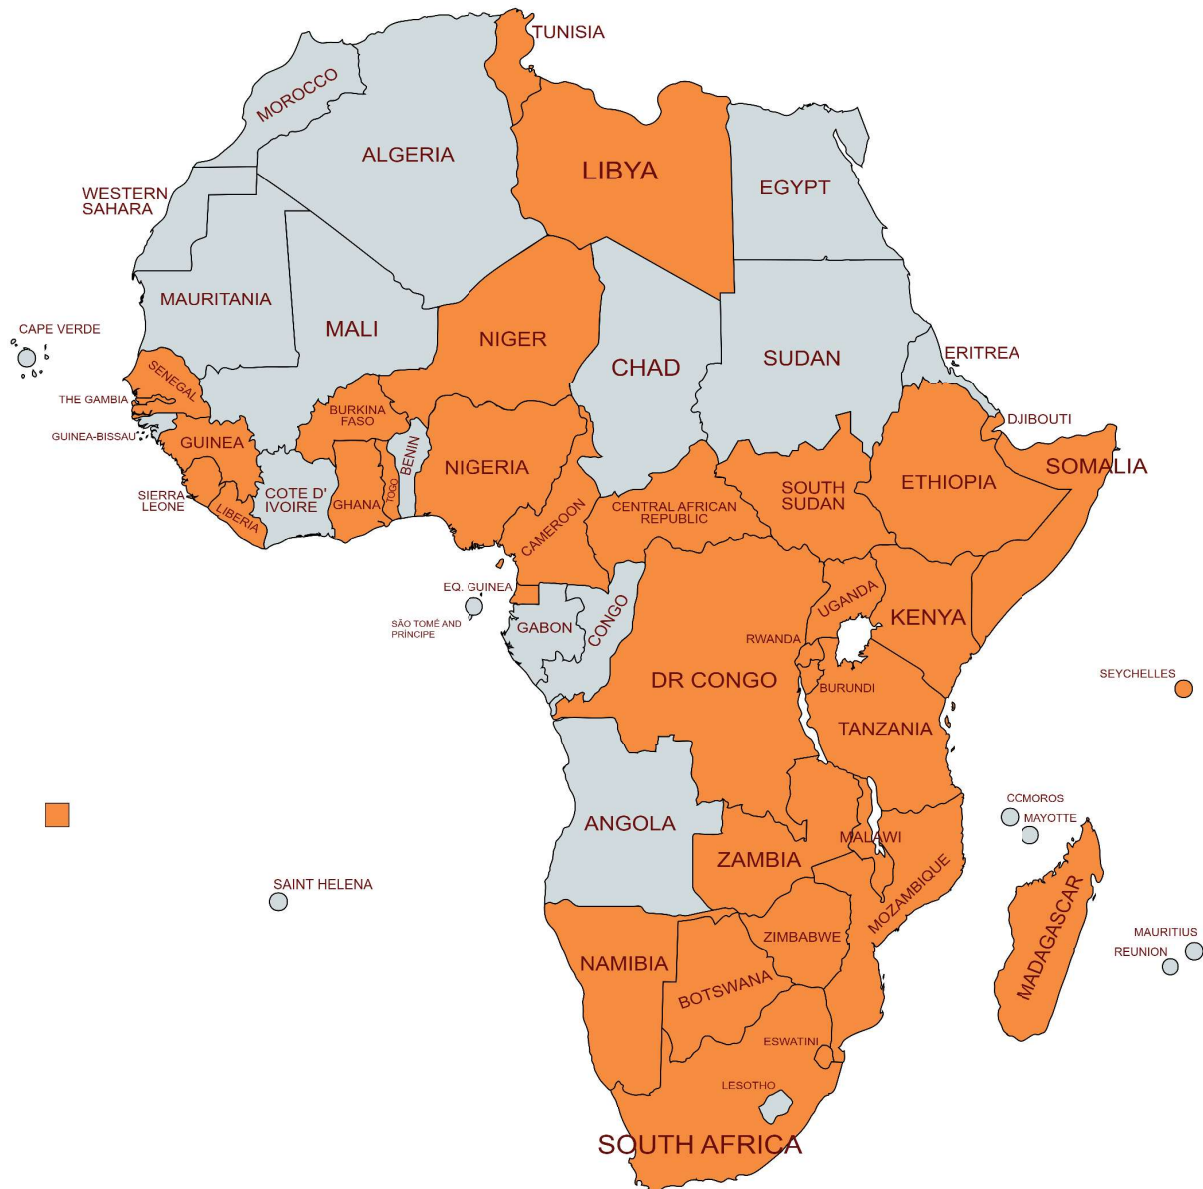 TUNISIA
MOROCCO
ALGERIA
LIBYA
EGYPT
WESTERN
SAHARA
MAURITANIA
MALI
NIGER
CHAD
SUDAN
ERITREA
CAPE VERDE
SENEGAL
THE GAMBIA
GUINEA-BISSAU
GUINEA
BURKINA
FASO
BENIN
NIGERIA
DJIBOUTI
SOMALIA
ETHIOPIA
SOUTH
SUDAN
CENTRAL AFRICAN
REPUBLIC
SIERRA
LEONE
LIBERIA
COTE D'
IVOIRE
GHANA
TOGO
CAMEROON
EQ. GUINEA
SÃO TOMÉ AND
PRÍNCIPE
GABON
CONGO
UGANDA
KENYA
RWANDA
DR CONGO
BURUNDI
SEYCHELLES
TANZANIA
CCMOROS
MAYOTTE
ANGOLA
MALAWI
ZAMBIA
MOZAMBIQUE
SAINT HELENA
ZIMBABWE
MADAGASCAR
MAURITIUS
REUNION
NAMIBIA
BOTSWANA
ESWATINI
LESOTHO
SOUTH AFRICA